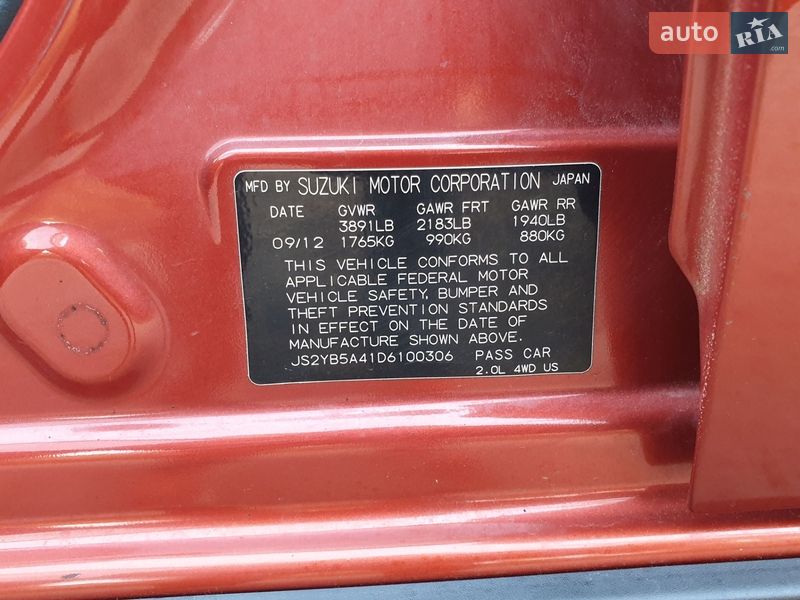 auto RIA .com
MFD BY SUZUKI MOTOR CORPORATION JAPAN
DATE GVWR GAWR FRT GAWR RR
3891LB 2183LB 1940LB
09/12 1765KG 990KG 880KG
THIS VEHICLE CONFORMS TO ALL
APPLICABLE FEDERAL MOTOR
VEHICLE SAFETY, BUMPER AND
THEFT PREVENTION STANDARDS
IN EFFECT ON THE DATE OF
MANUFACTURE SHOWN ABOVE.
JS2YB5A41D6100306 PASS CAR
2.0L 4WD US